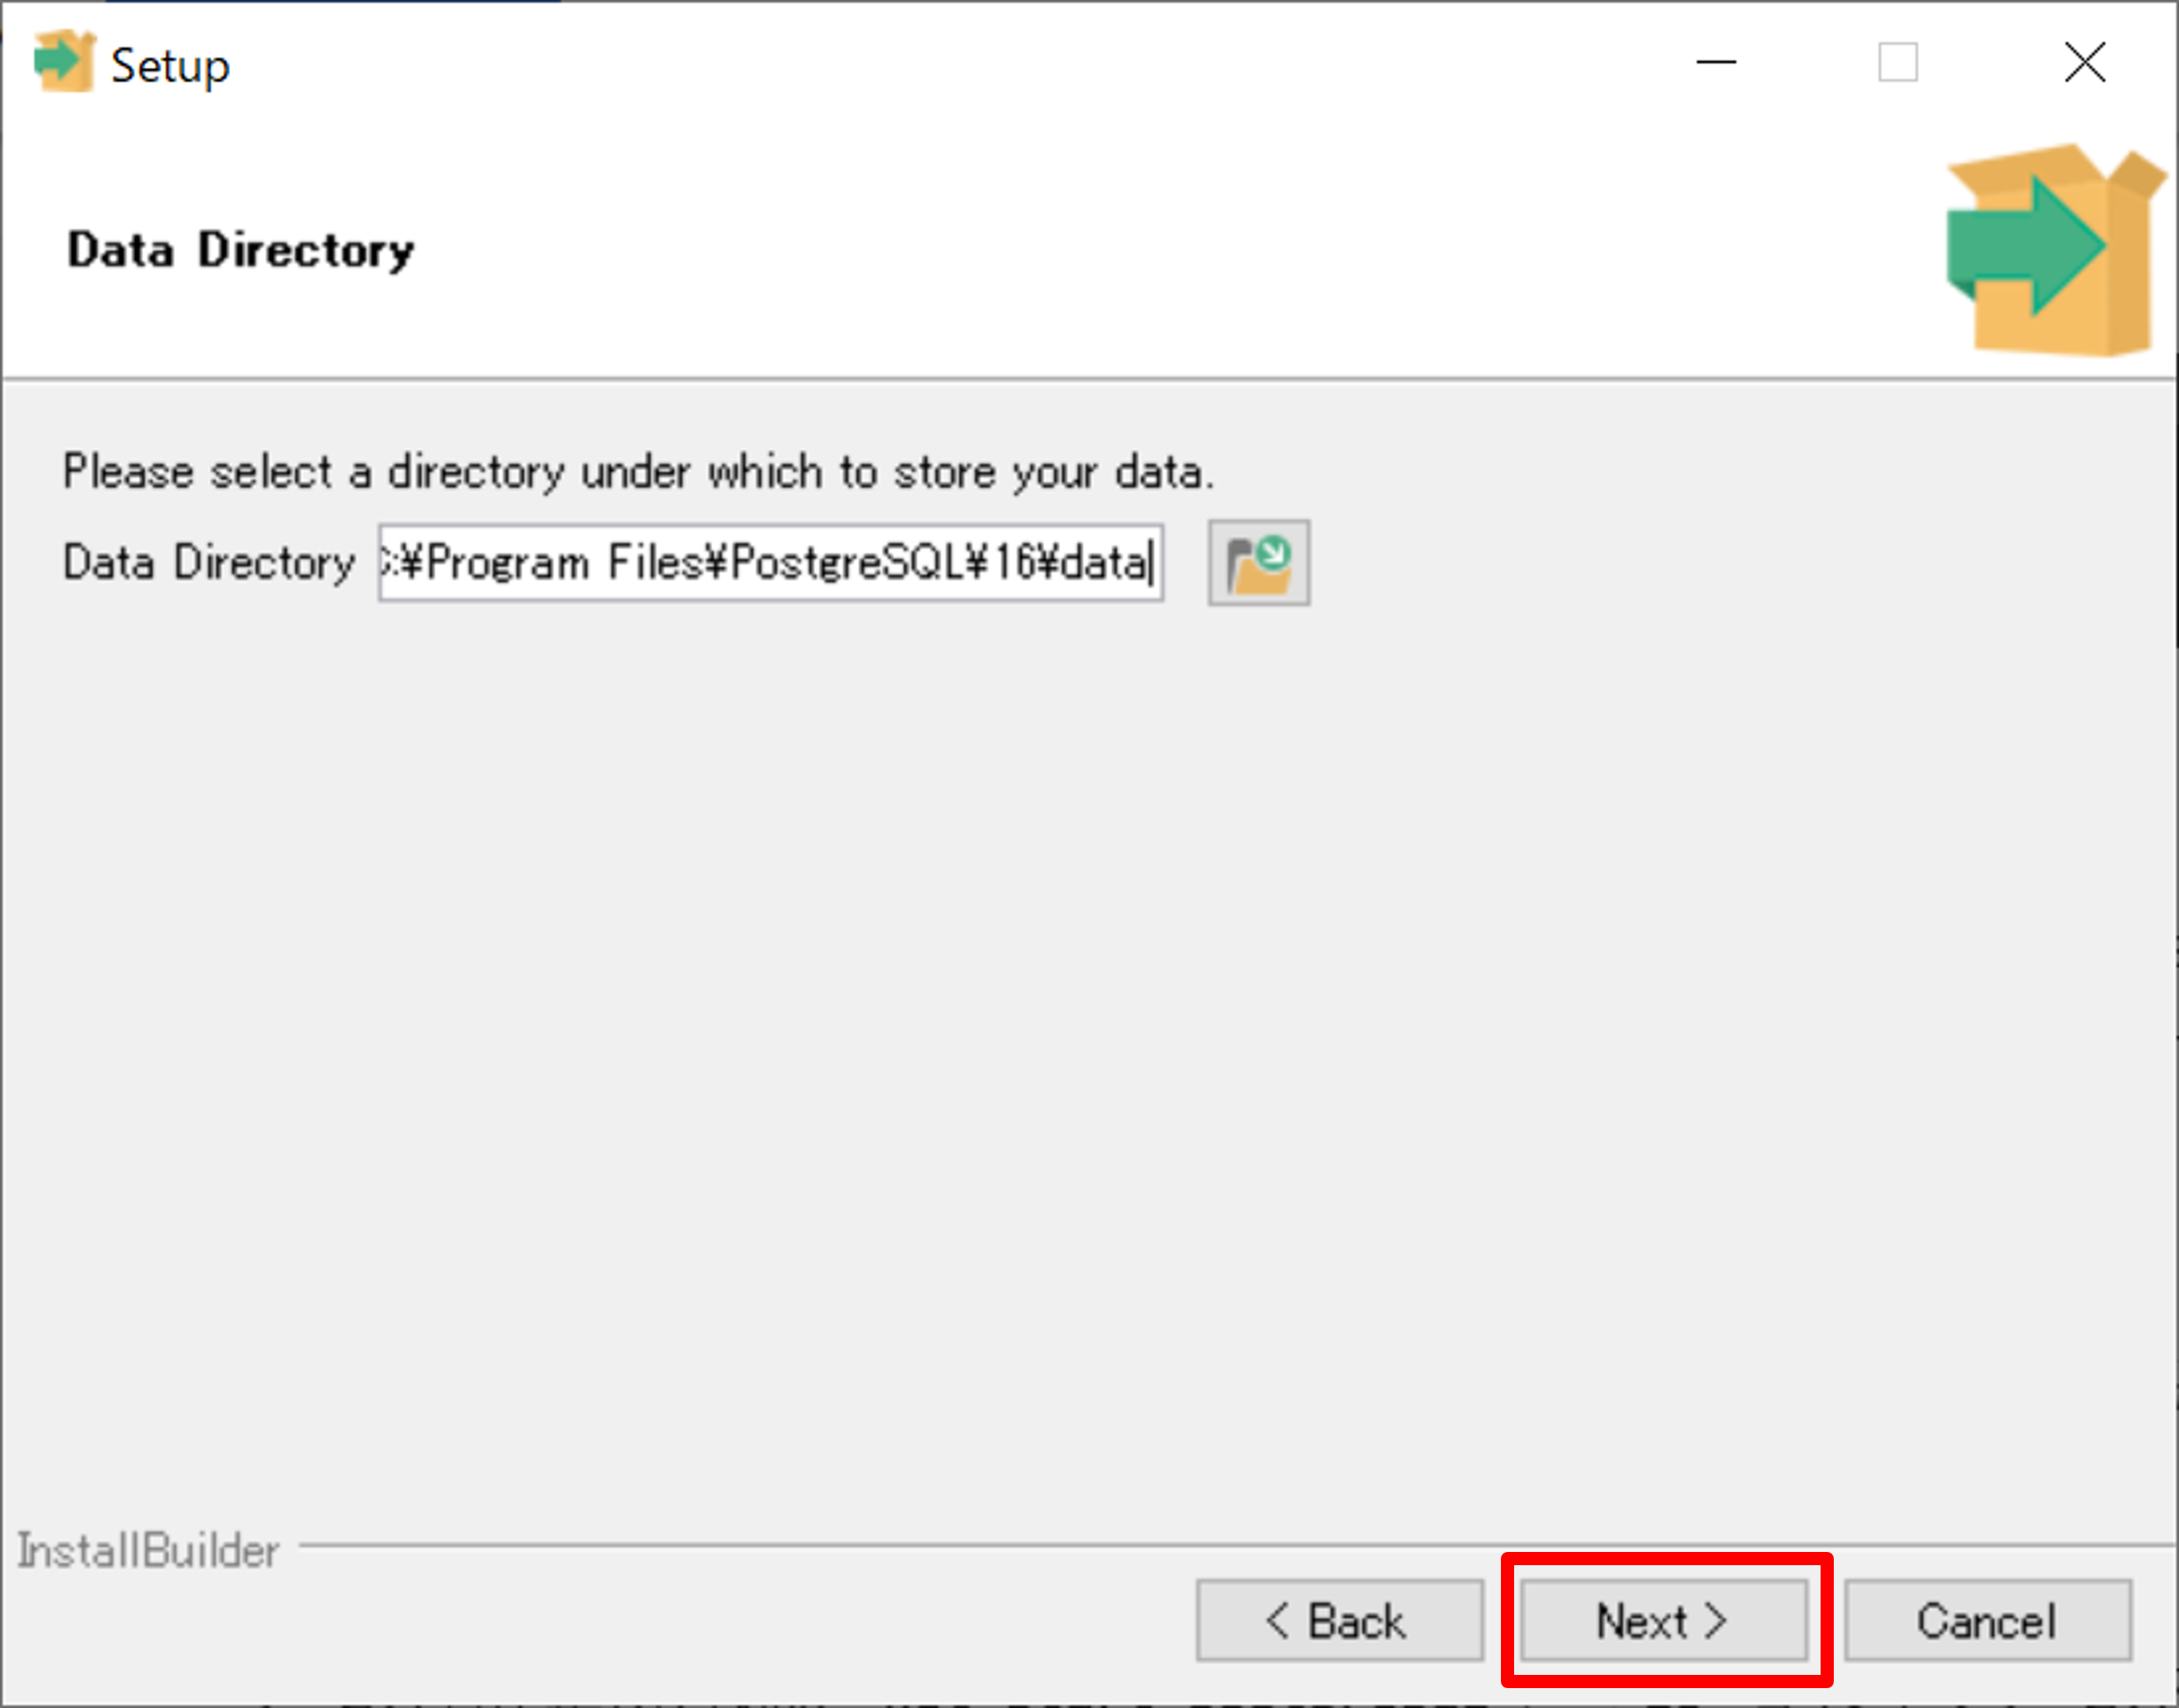 Setup
Data Directory
Please select a directory under which to store your data.
Data Directory :¥Program Files¥PostgreSQL¥16¥data
InstallBuilder
< Back Next > Cancel